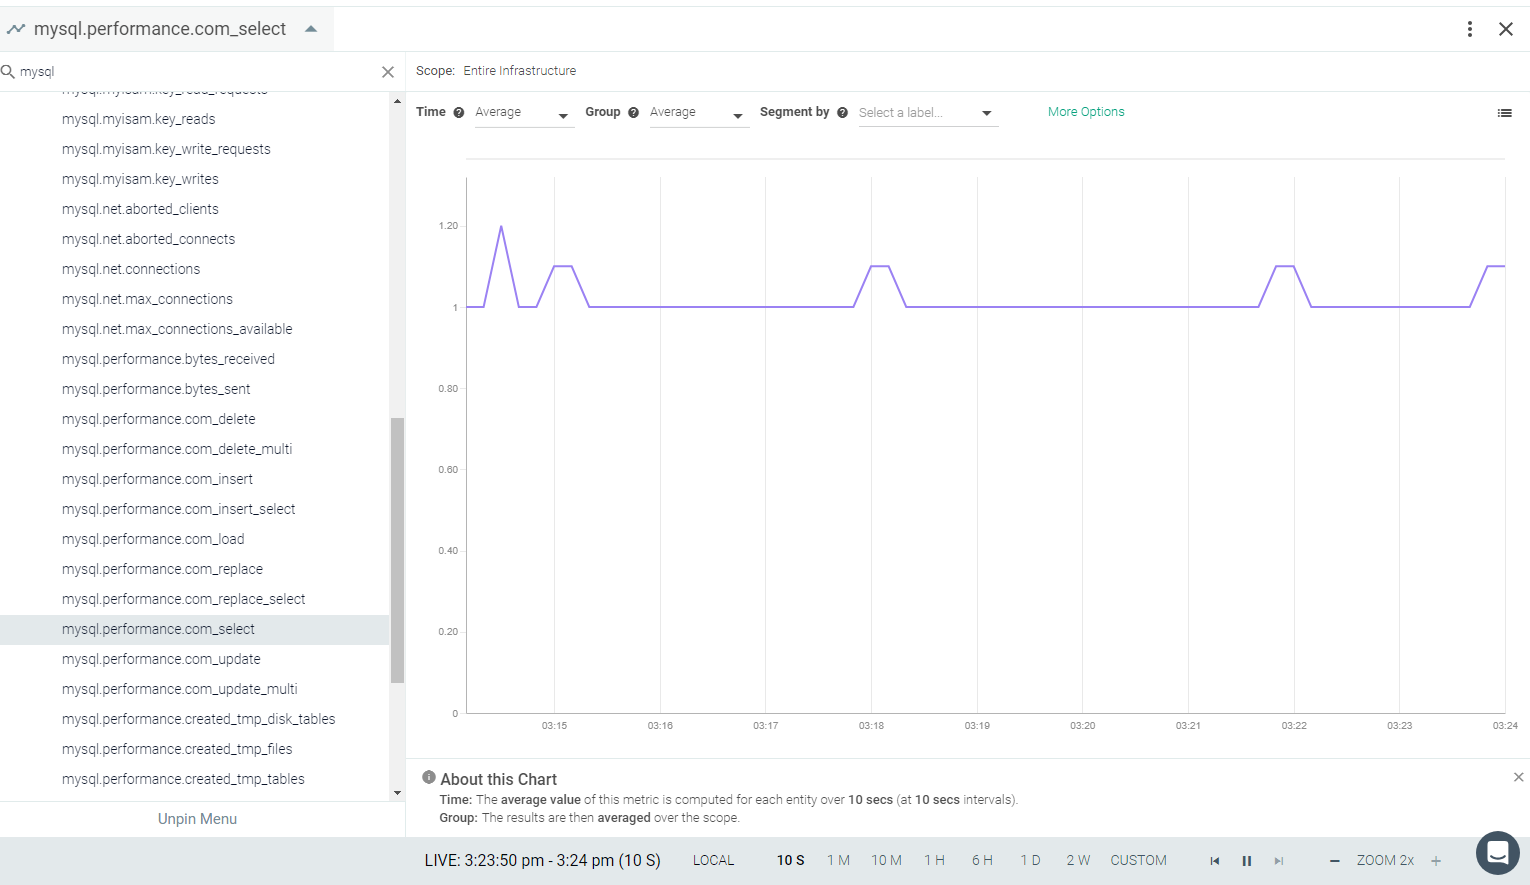 mysql.performance.com_select
mysql
mysql.myisam.key_read_requests
mysql.myisam.key_reads
mysql.myisam.key_write_requests
mysql.myisam.key_writes
mysql.net.aborted_clients
mysql.net.aborted_connects
mysql.net.connections
mysql.net.max_connections
mysql.net.max_connections_available
mysql.performance.bytes_received
mysql.performance.bytes_sent
mysql.performance.com_delete
mysql.performance.com_delete_multi
mysql.performance.com_insert
mysql.performance.com_insert_select
mysql.performance.com_load
mysql.performance.com_replace
mysql.performance.com_replace_select
mysql.performance.com_select
mysql.performance.com_update
mysql.performance.com_update_multi
mysql.performance.created_tmp_disk_tables
mysql.performance.created_tmp_files
mysql.performance.created_tmp_tables
Unpin Menu
Scope: Entire Infrastructure
Time Average Group Average Segment by Select a label... More Options
1.20
1
0.80
0.60
0.40
0.20
0
03:15 03:16 03:17 03:18 03:19 03:20 03:21 03:22 03:23 03:24
About this Chart
Time: The average value of this metric is computed for each entity over 10 secs (at 10 secs intervals).
Group: The results are then averaged over the scope.
LIVE: 3:23:50 pm - 3:24 pm (10 S) LOCAL 10 S 1 M 10 M 1 H 6 H 1 D 2 W CUSTOM ZOOM 2x